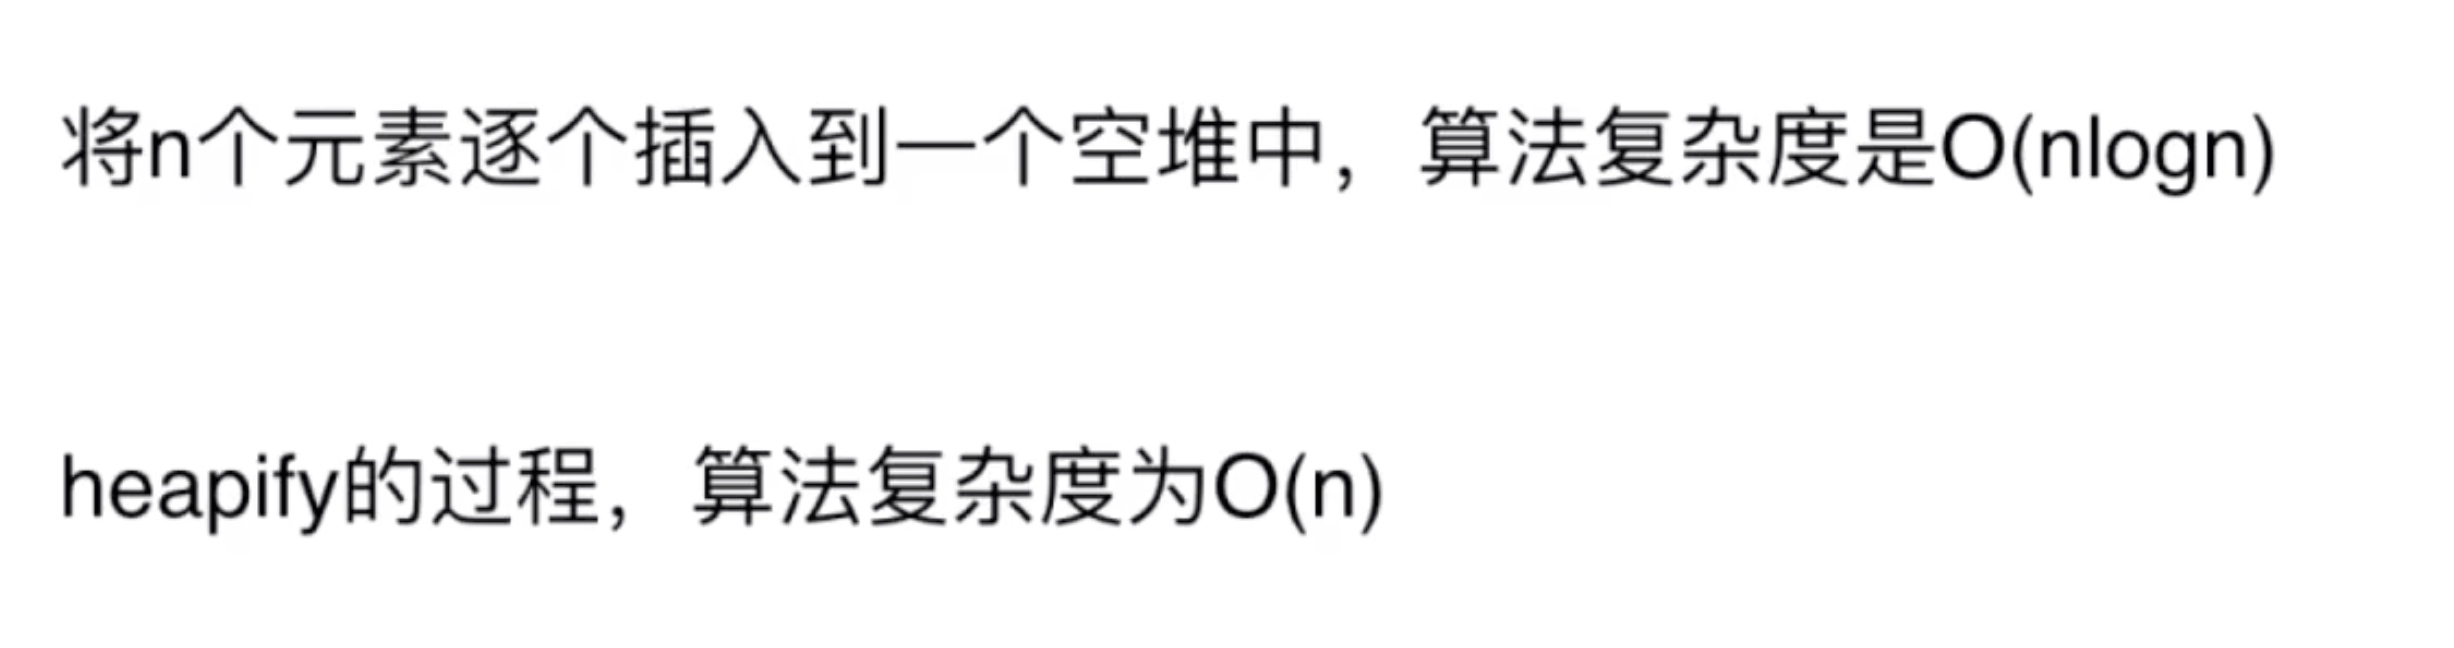 将n个元素逐个插入到一个空堆中，算法复杂度是O(nlogn)
heapify的过程，算法复杂度为O(n)